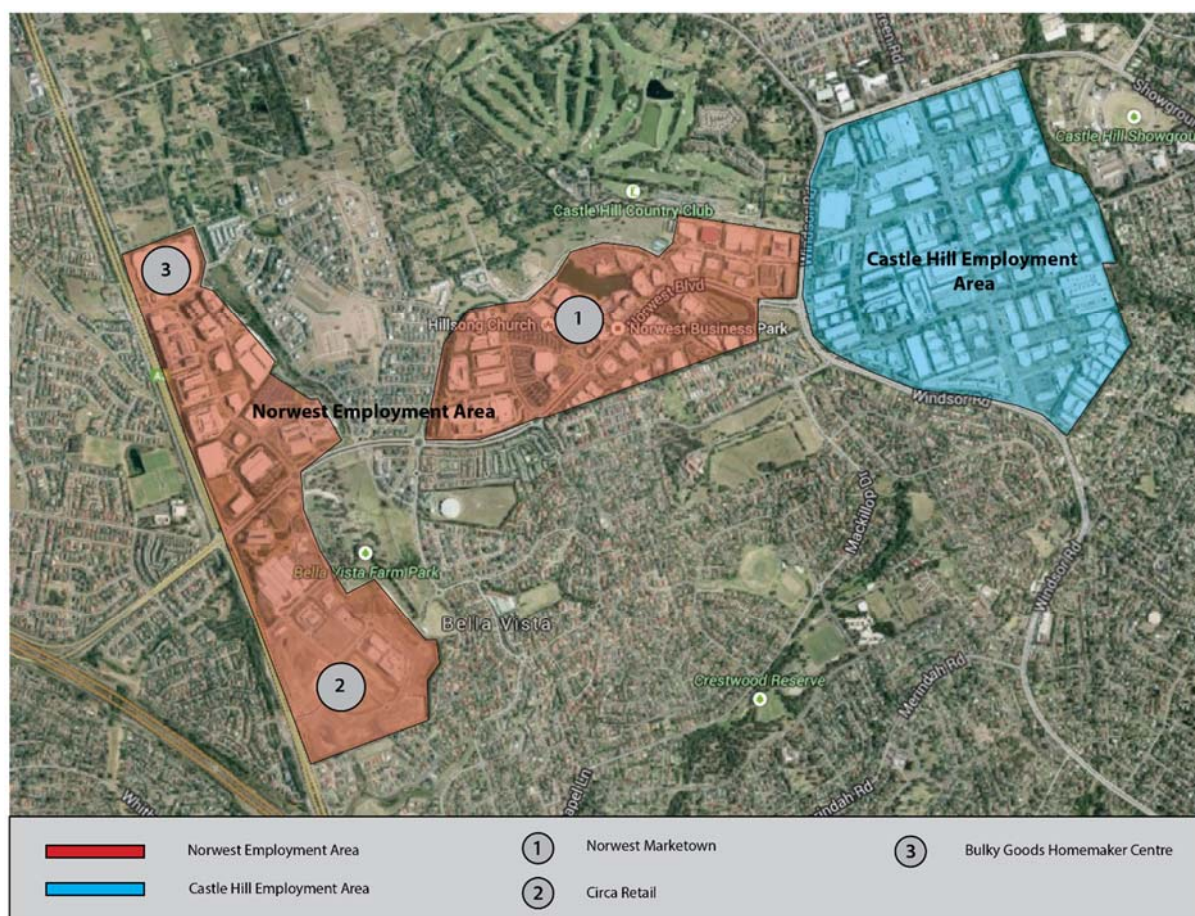 Showgrou
Castle Hill Showgrou
Castle Hill Country Club
3
Castle Hill Employment
Area
1
Norwest Blvd
Hillsong Church
Norwest Business Park
Norwest Employment Area
Windsor Rd
Mackillop Dr
Bella Vista Farm Park
Windsor Rd
Bella Vista
2
Crestwood Reserve
Merindah Rd
Norwest Employment Area
1
Norwest Marketown
3
Bulky Goods Homemaker Centre
Castle Hill Employment Area
2
Circa Retail